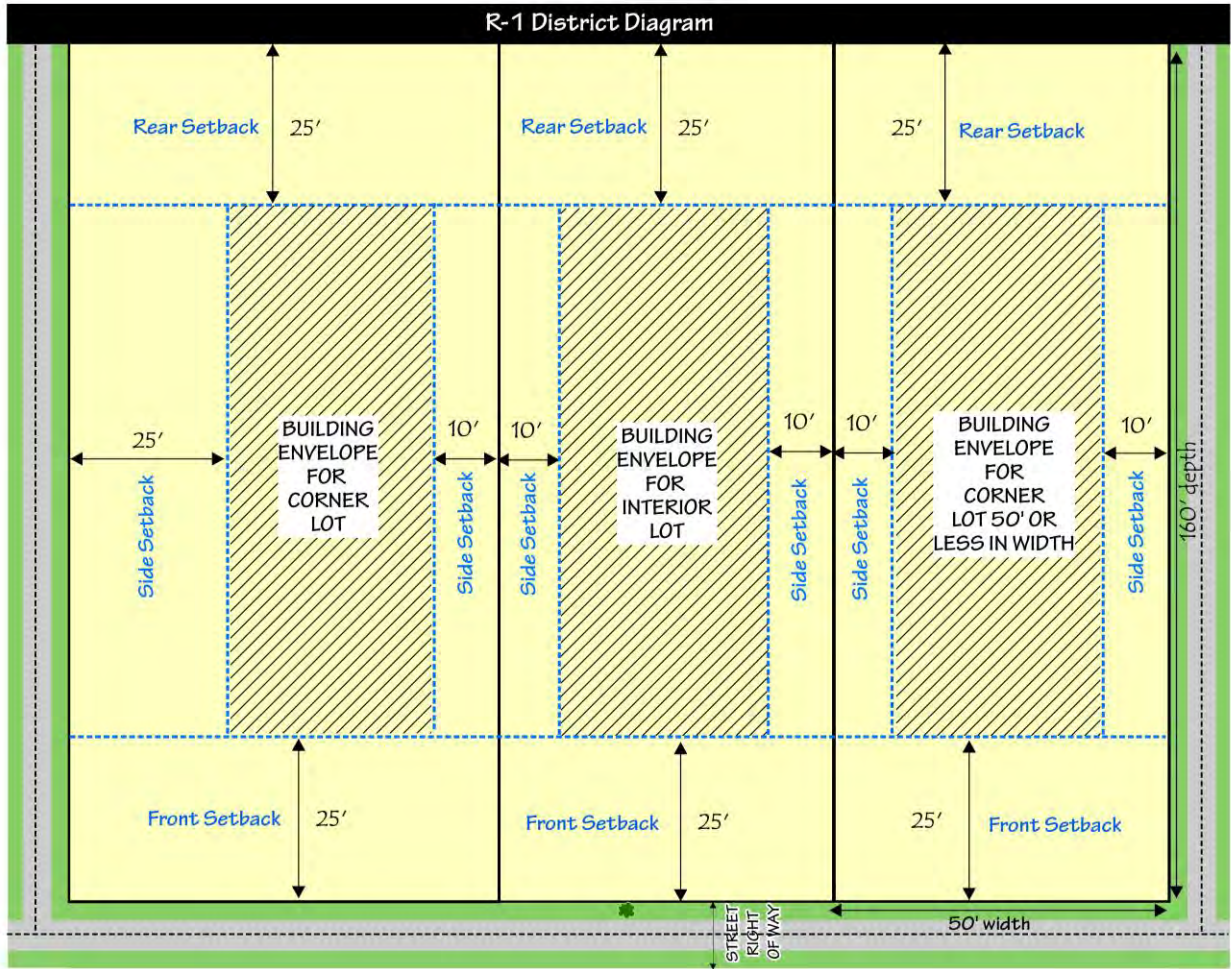 R-1 District Diagram
Rear Setback 25′
Rear Setback 25′
25′ Rear Setback
25′
Side Setback
BUILDING
ENVELOPE
FOR
CORNER
LOT
10′
Side Setback
10′
Side Setback
BUILDING
ENVELOPE
FOR
INTERIOR
LOT
10′
Side Setback
10′
Side Setback
BUILDING
ENVELOPE
FOR
CORNER
LOT 50' OR
LESS IN WIDTH
10′
Side Setback
160′ depth
Front Setback 25′
Front Setback 25′
25′ Front Setback
STREET
RIGHT
OF WAY
50' width